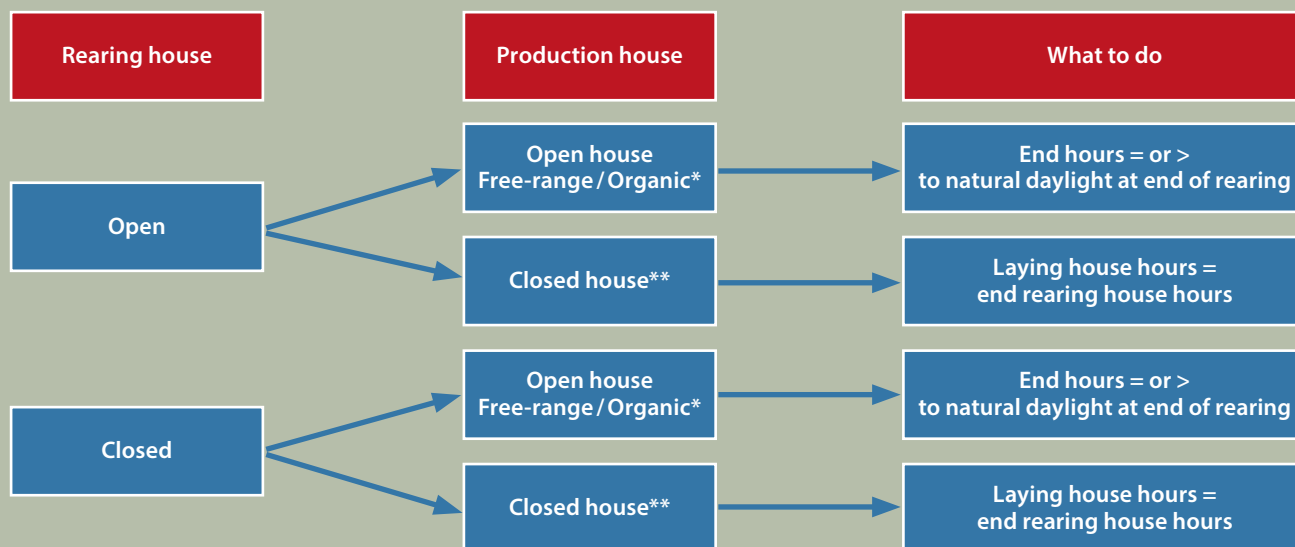 Rearing house
Production house
What to do
Open
Open house
Free-range / Organic*
End hours = or >
to natural daylight at end of rearing
Closed house**
Laying house hours =
end rearing house hours
Closed
Open house
Free-range / Organic*
End hours = or >
to natural daylight at end of rearing
Closed house**
Laying house hours =
end rearing house hours